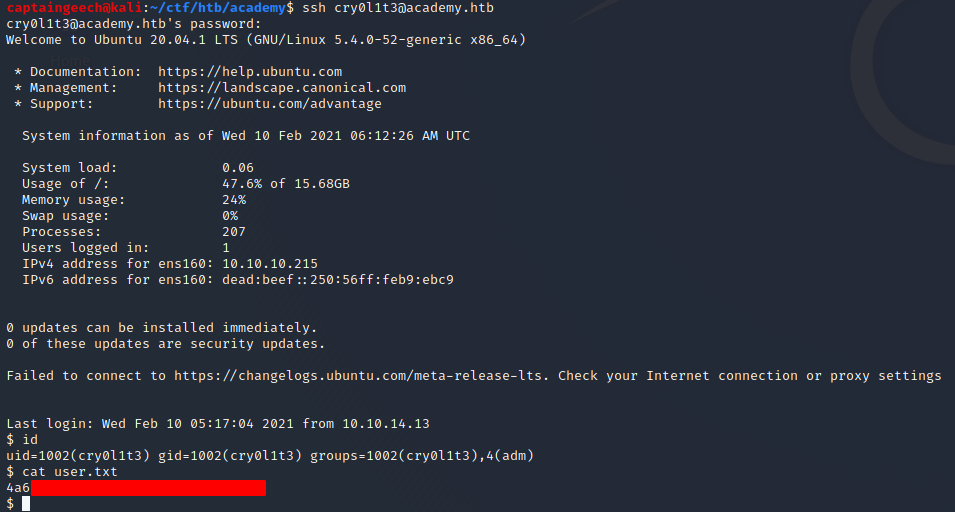 captaingeech@kali:~/ctf/htb/academy$ ssh cry0l1t3@academy.htb
cry0l1t3@academy.htb's password:
Welcome to Ubuntu 20.04.1 LTS (GNU/Linux 5.4.0-52-generic x86_64)
* Documentation: https://help.ubuntu.com
* Management: https://landscape.canonical.com
* Support: https://ubuntu.com/advantage
System information as of Wed 10 Feb 2021 06:12:26 AM UTC
System load: 0.06
Usage of /: 47.6% of 15.68GB
Memory usage: 24%
Swap usage: 0%
Processes: 207
Users logged in: 1
IPv4 address for ens160: 10.10.10.215
IPv6 address for ens160: dead:beef::250:56ff:feb9:ebc9
0 updates can be installed immediately.
0 of these updates are security updates.
Failed to connect to https://changelogs.ubuntu.com/meta-release-lts. Check your Internet connection or proxy settings
Last login: Wed Feb 10 05:17:04 2021 from 10.10.14.13
$ id
uid=1002(cry0l1t3) gid=1002(cry0l1t3) groups=1002(cry0l1t3),4(adm)
$ cat user.txt
4a6
$